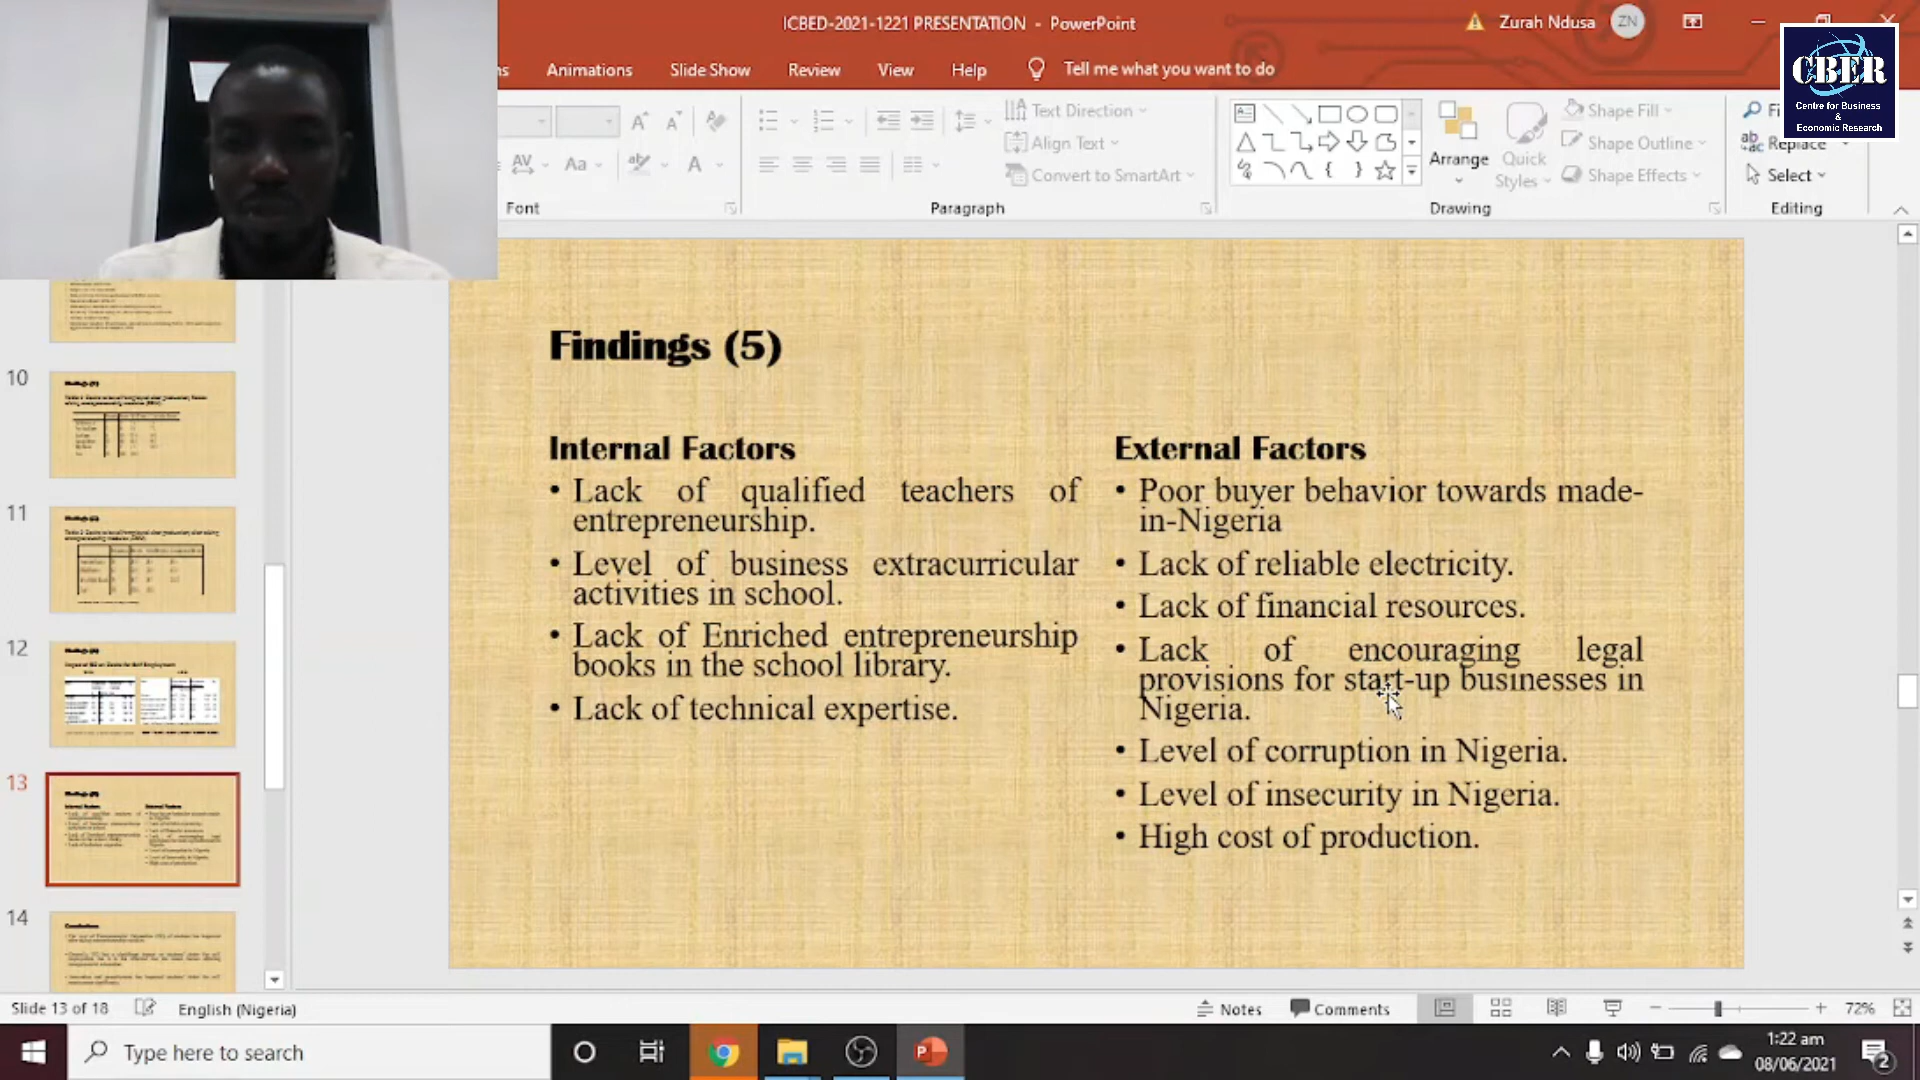 ICBED-2021-1221 PRESENTATION - PowerPoint
Zurah Ndusa
ZN
CBER
Centre for Business
&
Economic Research
Animations
Slide Show
Review
View
Help
Tell me what you want to do
Text Direction
Align Text
Convert to SmartArt
Arrange
Quick
Styles
Shape Fill
Shape Outline
Shape Effects
Replace
Select
Font
Paragraph
Drawing
Editing
Findings (5)
Internal Factors
• Lack of qualified teachers of
entrepreneurship.
• Level of business extracurricular
activities in school.
• Lack of Enriched entrepreneurship
books in the school library.
• Lack of technical expertise.
External Factors
• Poor buyer behavior towards made-
in-Nigeria
• Lack of reliable electricity.
• Lack of financial resources.
• Lack of encouraging legal
provisions for start-up businesses in
Nigeria.
• Level of corruption in Nigeria.
• Level of insecurity in Nigeria.
• High cost of production.
10
11
12
13
14
Slide 13 of 18
English (Nigeria)
Notes
Comments
72%
Type here to search
1:22 am
08/06/2021
2